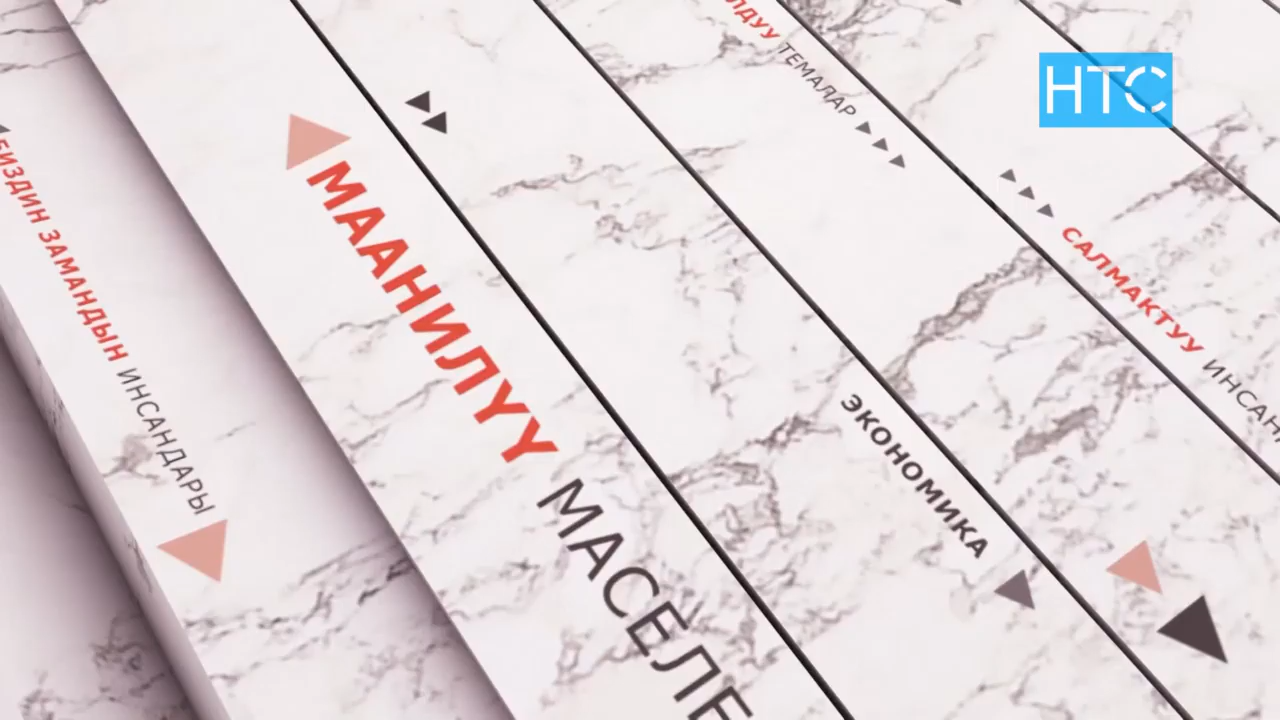 НТС
БИЗДИН ЗАМАНДЫН ИНСАНДАРЫ
МААНИЛҮҮ МАСЕЛЕ
ТЕМАЛАР
ЭКОНОМИКА
САЛМАКТУУ